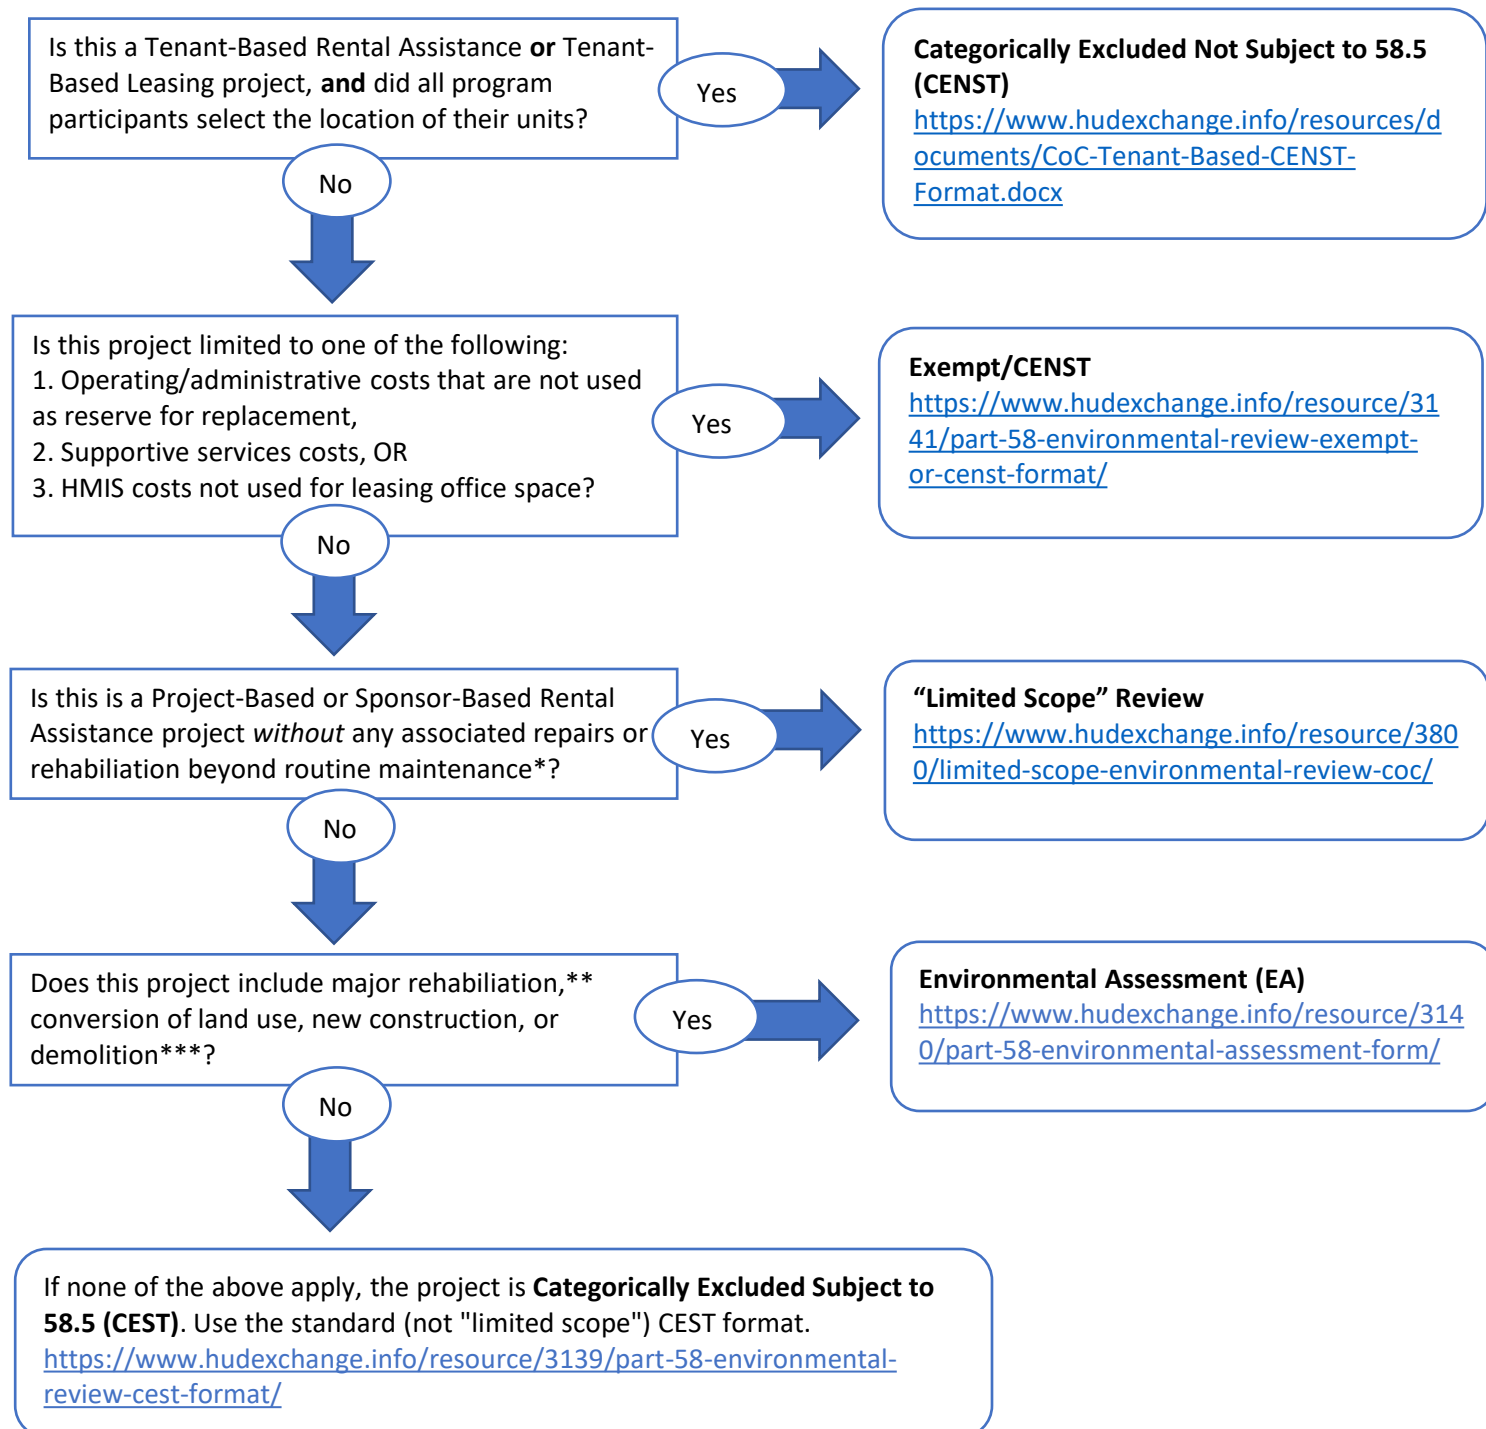 Is this a Tenant-Based Rental Assistance or Tenant-
Based Leasing project, and did all program
participants select the location of their units?
Yes
Categorically Excluded Not Subject to 58.5
(CENST)
https://www.hudexchange.info/resources/d
ocuments/CoC-Tenant-Based-CENST-
Format.docx
No
Is this project limited to one of the following:
1. Operating/administrative costs that are not used
as reserve for replacement,
2. Supportive services costs, OR
3. HMIS costs not used for leasing office space?
Yes
Exempt/CENST
https://www.hudexchange.info/resource/31
41/part-58-environmental-review-exempt-
or-censt-format/
No
Is this is a Project-Based or Sponsor-Based Rental
Assistance project without any associated repairs or
rehabiliation beyond routine maintenance*?
Yes
“Limited Scope” Review
https://www.hudexchange.info/resource/380
0/limited-scope-environmental-review-coc/
No
Does this project include major rehabiliation,**
conversion of land use, new construction, or
demolition***?
Yes
Environmental Assessment (EA)
https://www.hudexchange.info/resource/314
0/part-58-environmental-assessment-form/
No
If none of the above apply, the project is Categorically Excluded Subject to
58.5 (CEST). Use the standard (not "limited scope") CEST format.
https://www.hudexchange.info/resource/3139/part-58-environmental-
review-cest-format/